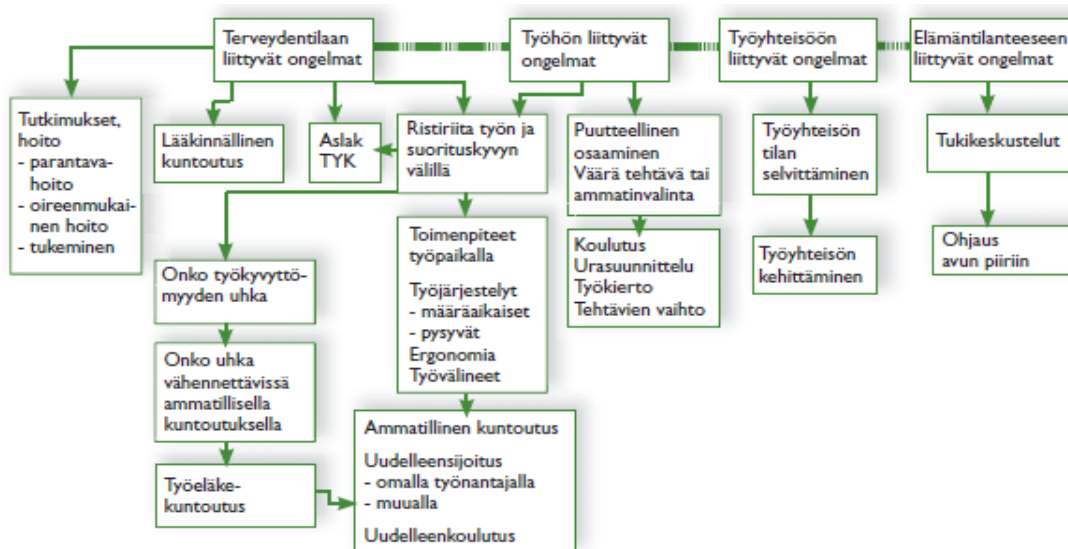 Terveydentilaan
liittyvät ongelmat
Työhön liittyvät
ongelmat
Työyhteisöön
liittyvät ongelmat
Elämäntilanteeseen
liittyvät ongelmat
Tutkimukset,
hoito
- parantava-
hoito
- oireenmukai-
nen hoito
- tukeminen
Lääkinnällinen
kuntoutus
Aslak
TYK
Ristiriita työn ja
suorituskyvyn
välillä
Puutteellinen
osaaminen
Väärä tehtävä tai
ammatinvalinta
Työyhteisön
tilan
selvittäminen
Tukikeskustelut
Onko työkyvyttö-
myyden uhka
Toimenpiteet
työpaikalla
Työjärjestelyt
- määräaikaiset
- pysyvät
Ergonomia
Työvälineet
Koulutus
Urasuunnittelu
Työkierto
Tehtävien vaihto
Työyhteisön
kehittäminen
Ohjaus
avun piiriin
Onko uhka
vähennettävissä
ammatillisella
kuntoutuksella
Työeläke-
kuntoutus
Ammatillinen kuntoutus
Uudelleensijoitus
- omalla työnantajalla
- muualla
Uudelleenkoulutus